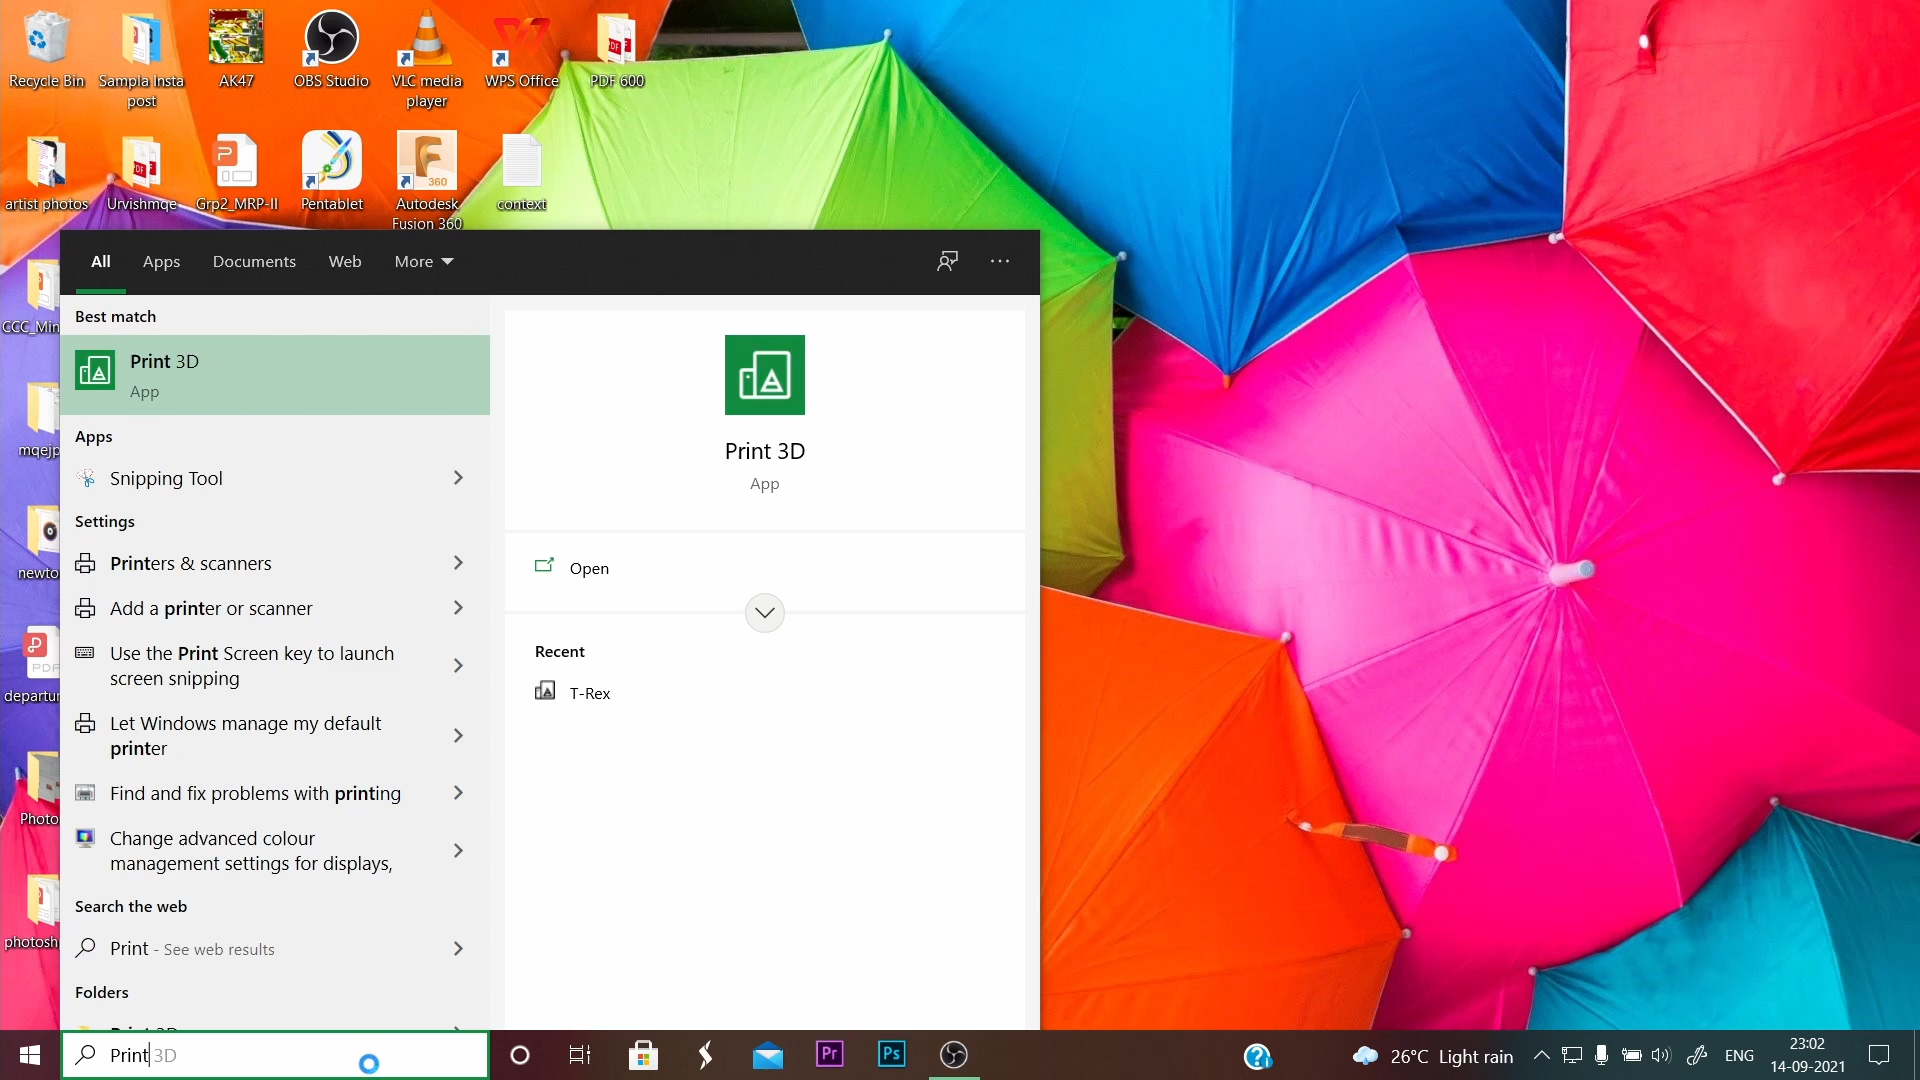 Recycle Bin
Sampla Insta post
AK47
OBS Studio
VLC media player
WPS Office
PDF 600
artist photos
Urvishmqe
Grp2_MRP-II
Pentablet
Autodesk Fusion 360
context
CCC_Min
mqejp
newto
departur
Photo
photosh
All
Apps
Documents
Web
More
Best match
Print 3D
App
Apps
Snipping Tool
Settings
Printers & scanners
Add a printer or scanner
Use the Print Screen key to launch
screen snipping
Let Windows manage my default
printer
Find and fix problems with printing
Change advanced colour
management settings for displays,
Search the web
Print - See web results
Folders
Print 3D
Print 3D
App
Open
Recent
T-Rex
Print 3D
Pr
Ps
26°C Light rain
ENG
23:02
14-09-2021